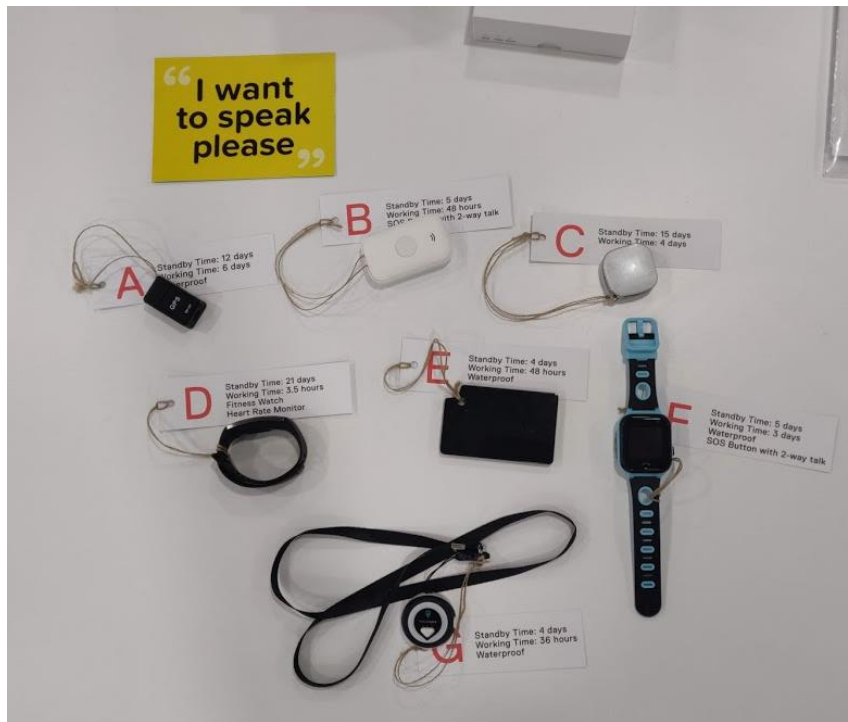 “I want
to speak
please”
A
Standby Time: 12 days
Working Time: 6 days
erproof
GPS
B
Standby Time: 5 days
Working Time: 48 hours
SOS with 2-way talk
C
Standby Time: 15 days
Working Time: 4 days
D
Standby Time: 21 days
Working Time: 3.5 hours
Fitness Watch
Heart Rate Monitor
E
Standby Time: 4 days
Working Time: 48 hours
Waterproof
F
Standby Time: 5 days
Working Time: 3 days
Waterproof
SOS Button with 2-way talk
G
Standby Time: 4 days
Working Time: 36 hours
Waterproof